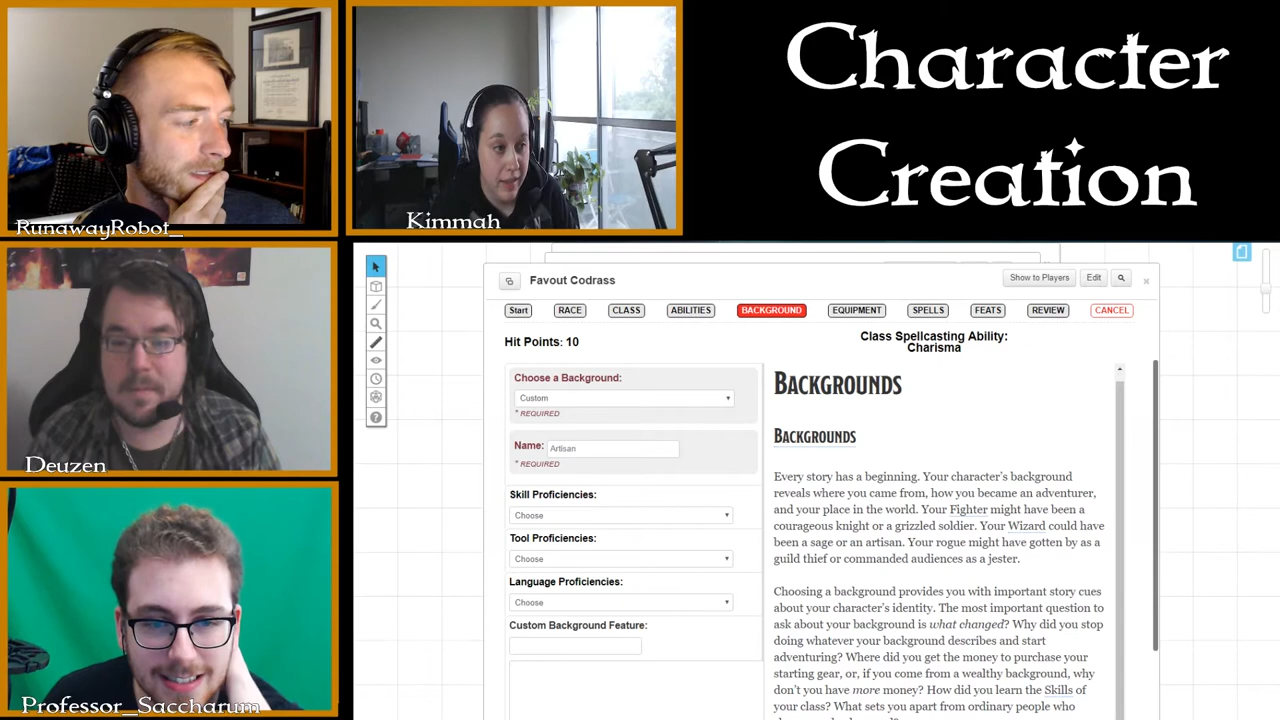 Character
Creation
RunawayRobot_
Kimmah
Deuzen
Professor_Saccharum
Favout Codrass
Show to Players
Edit
Start
RACE
CLASS
ABILITIES
BACKGROUND
EQUIPMENT
SPELLS
FEATS
REVIEW
CANCEL
Hit Points: 10
Class Spellcasting Ability:
Charisma
Choose a Background:
Custom
* REQUIRED
Name: Artisan
* REQUIRED
Skill Proficiencies:
Choose
Tool Proficiencies:
Choose
Language Proficiencies:
Choose
Custom Background Feature:
BACKGROUNDS
BACKGROUNDS
Every story has a beginning. Your character's background
reveals where you came from, how you became an adventurer,
and your place in the world. Your Fighter might have been a
courageous knight or a grizzled soldier. Your Wizard could have
been a sage or an artisan. Your rogue might have gotten by as a
guild thief or commanded audiences as a jester.
Choosing a background provides you with important story cues
about your character's identity. The most important question to
ask about your background is what changed? Why did you stop
doing whatever your background describes and start
adventuring? Where did you get the money to purchase your
starting gear, or, if you come from a wealthy background, why
don't you have more money? How did you learn the Skills of
your class? What sets you apart from ordinary people who